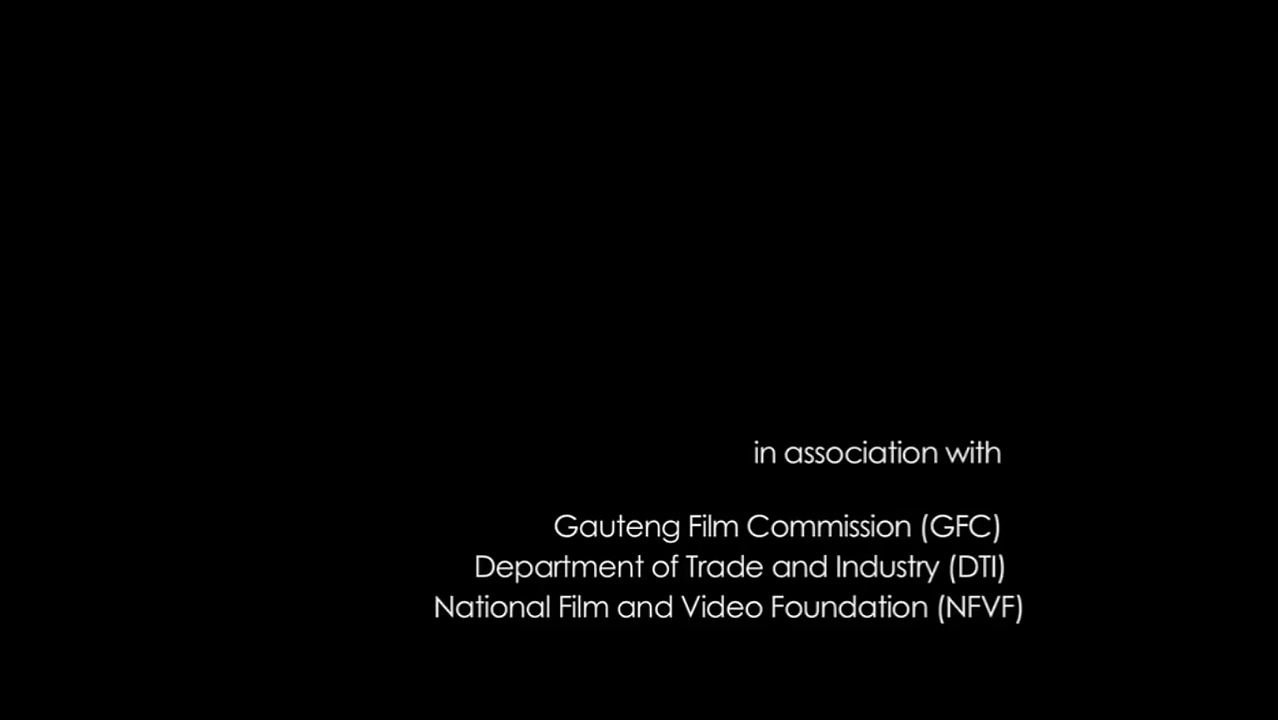 in association with
Gauteng Film Commission (GFC)
Department of Trade and Industry (DTI)
National Film and Video Foundation (NFVF)